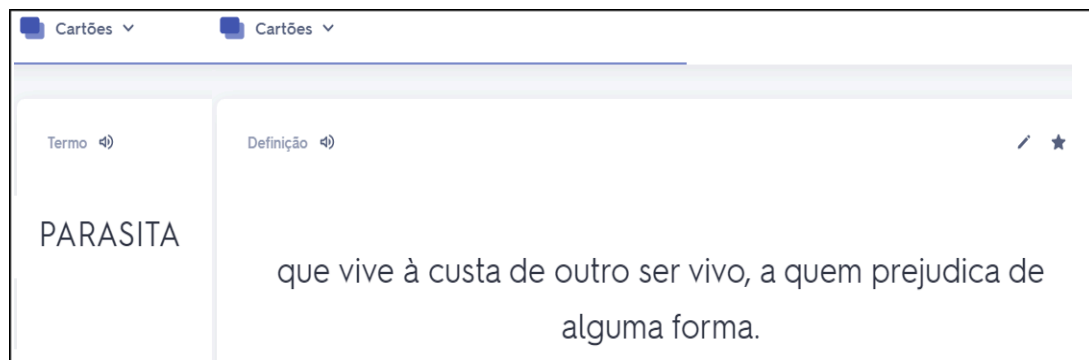 Cartões
Cartões
Termo
Definição
PARASITA
que vive à custa de outro ser vivo, a quem prejudica de
alguma forma.